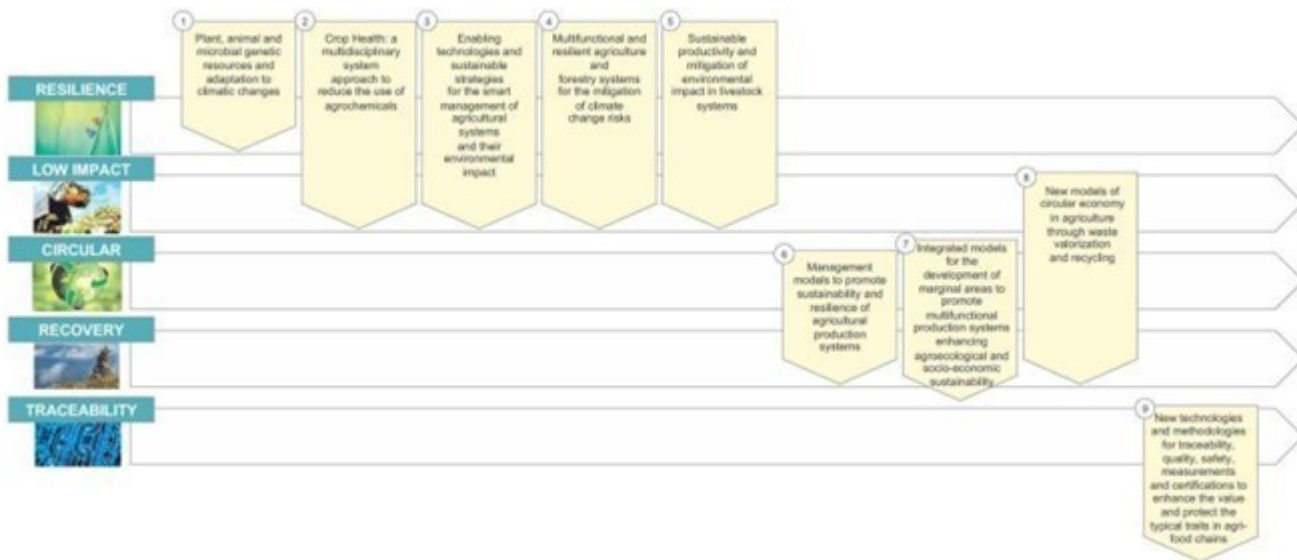 RESILIENCE
LOW IMPACT
CIRCULAR
RECOVERY
TRACEABILITY
1
Plant, animal and
microbial genetic
resources and
adaptation to
climatic changes
2
Crop Health: a
multidisciplinary
system
approach to
reduce the use of
agrochemicals
3
Enabling
technologies and
sustainable
strategies
for the smart
management of
agricultural
systems
and their
environmental
impact
4
Multifunctional and
resilient agriculture
and
forestry systems
for the mitigation
of climate
change risks
5
Sustainable
productivity and
mitigation of
environmental
impact in livestock
systems
6
Management
models to promote
sustainability and
resilience of
agricultural
production
systems
7
Integrated models
for the
development of
marginal areas to
promote
multifunctional
production systems
enhancing
agroecological and
socio-economic
sustainability
8
New models of
circular economy
in agriculture
through waste
valorization
and recycling
9
New technologies
and methodologies
for traceability,
quality, safety,
measurements
and certifications to
enhance the value
and protect the
typical traits in agri-
food chains